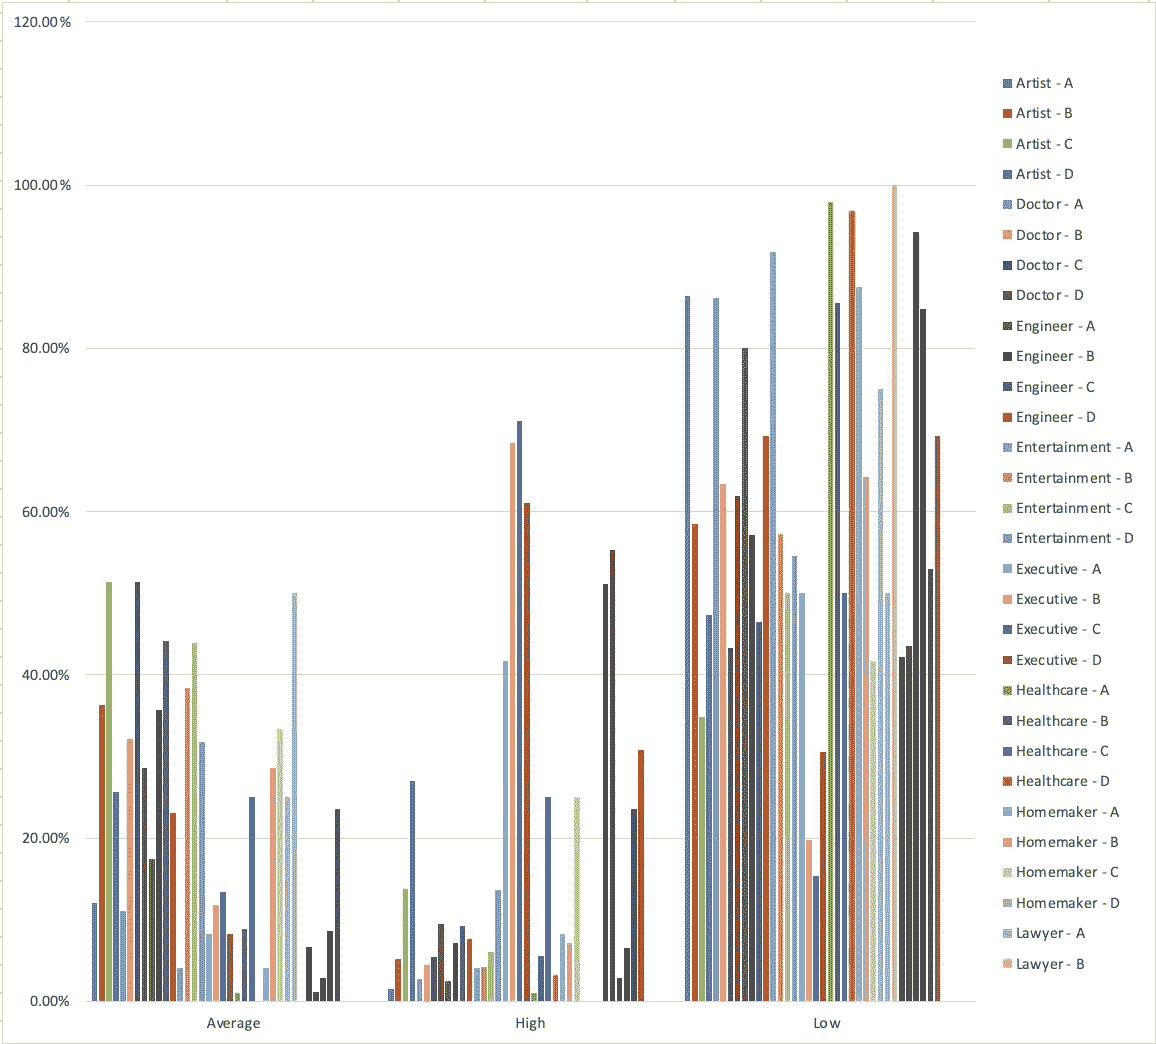 120.00%
100.00%
80.00%
60.00%
40.00%
20.00%
0.00%
Average
High
Low
Artist - A
Artist - B
Artist - C
Artist - D
Doctor - A
Doctor - B
Doctor - C
Doctor - D
Engineer - A
Engineer - B
Engineer - C
Engineer - D
Entertainment - A
Entertainment - B
Entertainment - C
Entertainment - D
Executive - A
Executive - B
Executive - C
Executive - D
Healthcare - A
Healthcare - B
Healthcare - C
Healthcare - D
Homemaker - A
Homemaker - B
Homemaker - C
Homemaker - D
Lawyer - A
Lawyer - B